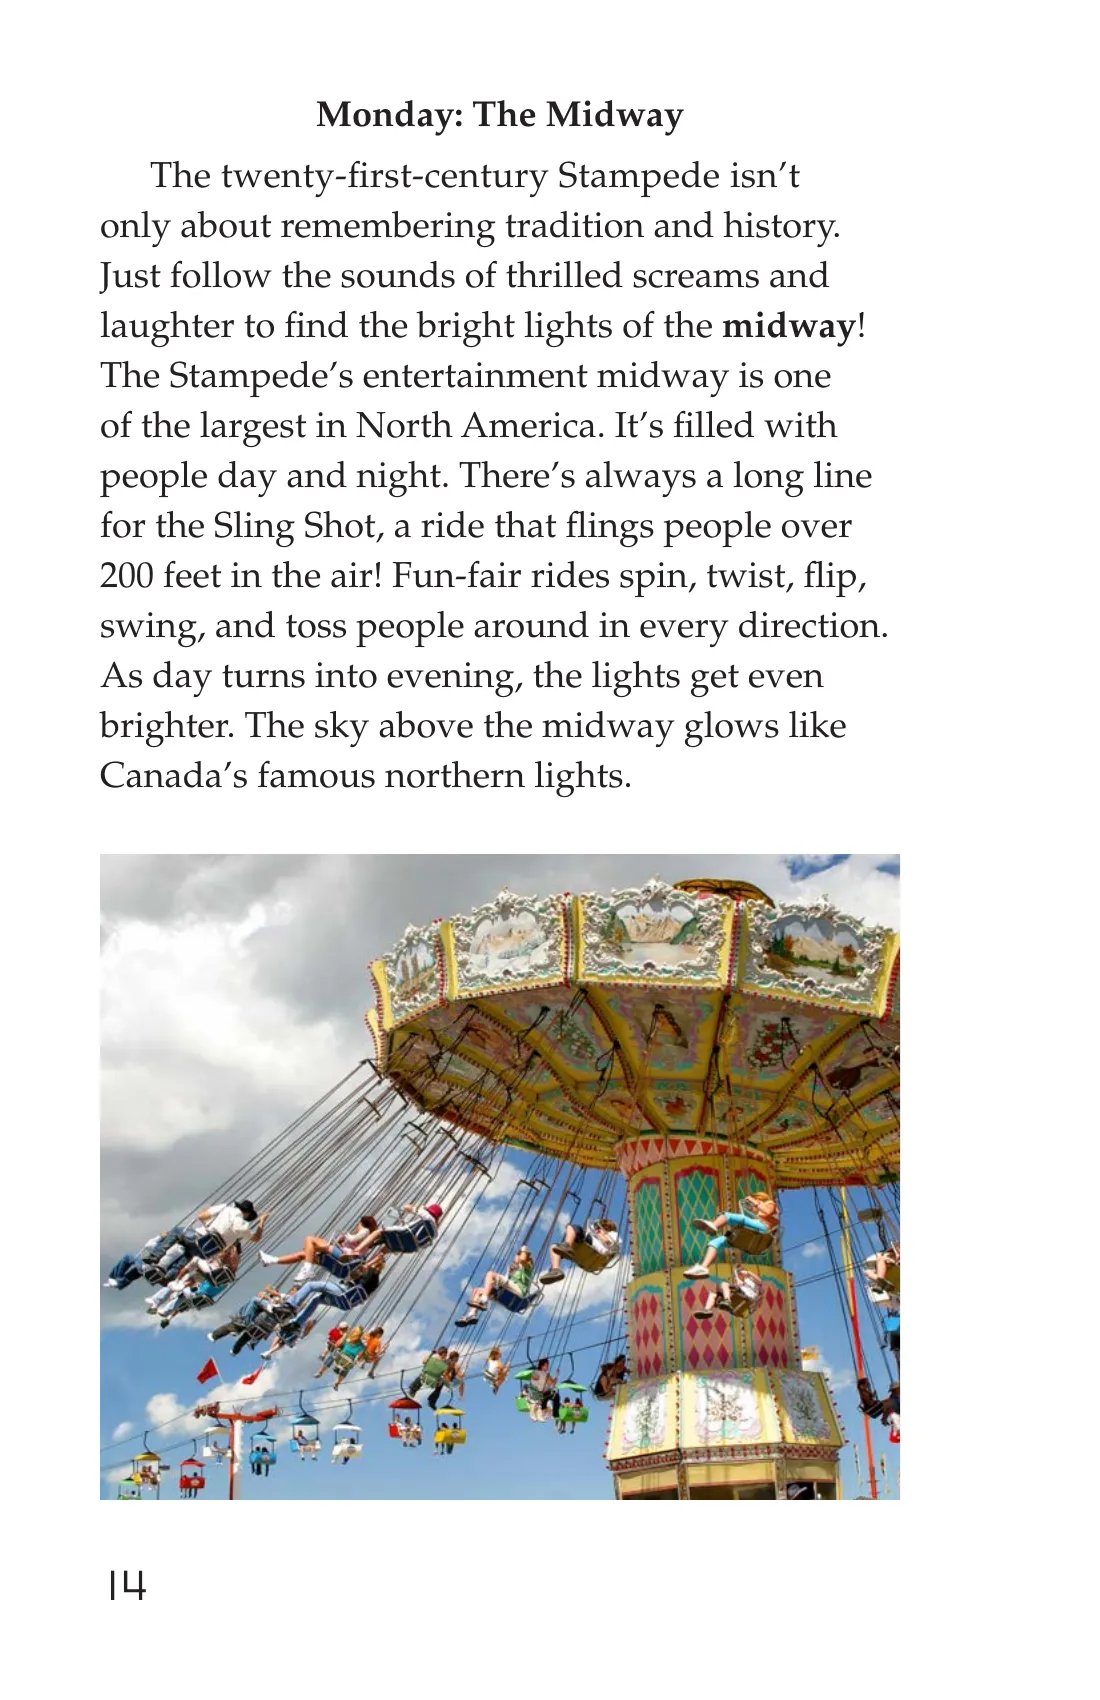 Monday: The Midway
The twenty-first-century Stampede isn’t
only about remembering tradition and history.
Just follow the sounds of thrilled screams and
laughter to find the bright lights of the midway!
The Stampede’s entertainment midway is one
of the largest in North America. It’s filled with
people day and night. There’s always a long line
for the Sling Shot, a ride that flings people over
200 feet in the air! Fun-fair rides spin, twist, flip,
swing, and toss people around in every direction.
As day turns into evening, the lights get even
brighter. The sky above the midway glows like
Canada’s famous northern lights.
14